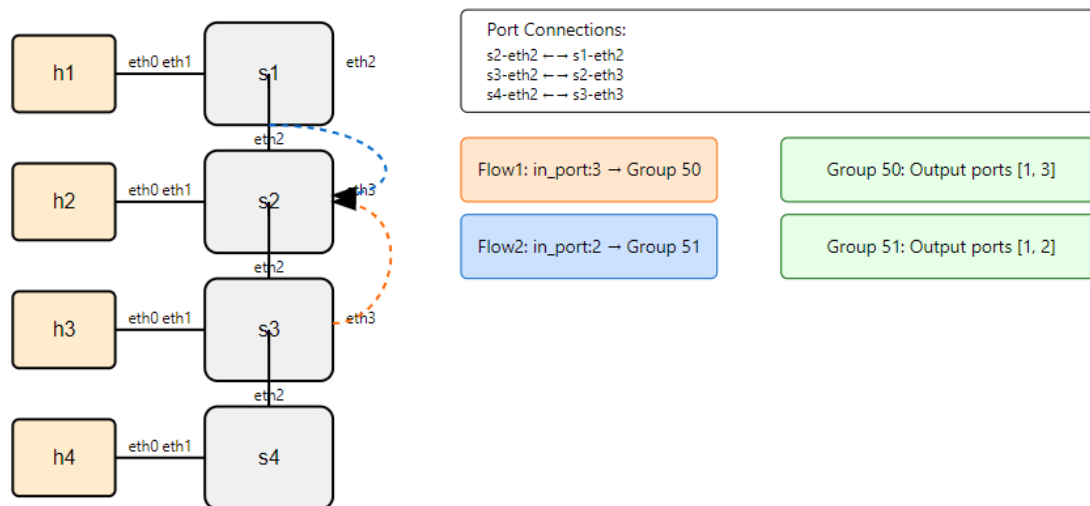 h1
eth0 eth1
s1
eth2
eth2
h2
eth0 eth1
s2
eth3
eth2
h3
eth0 eth1
s3
eth3
eth2
h4
eth0 eth1
s4
Port Connections:
s2-eth2 ←→ s1-eth2
s3-eth2 ←→ s2-eth3
s4-eth2 ←→ s3-eth3
Flow1: in_port:3 → Group 50
Group 50: Output ports [1, 3]
Flow2: in_port:2 → Group 51
Group 51: Output ports [1, 2]